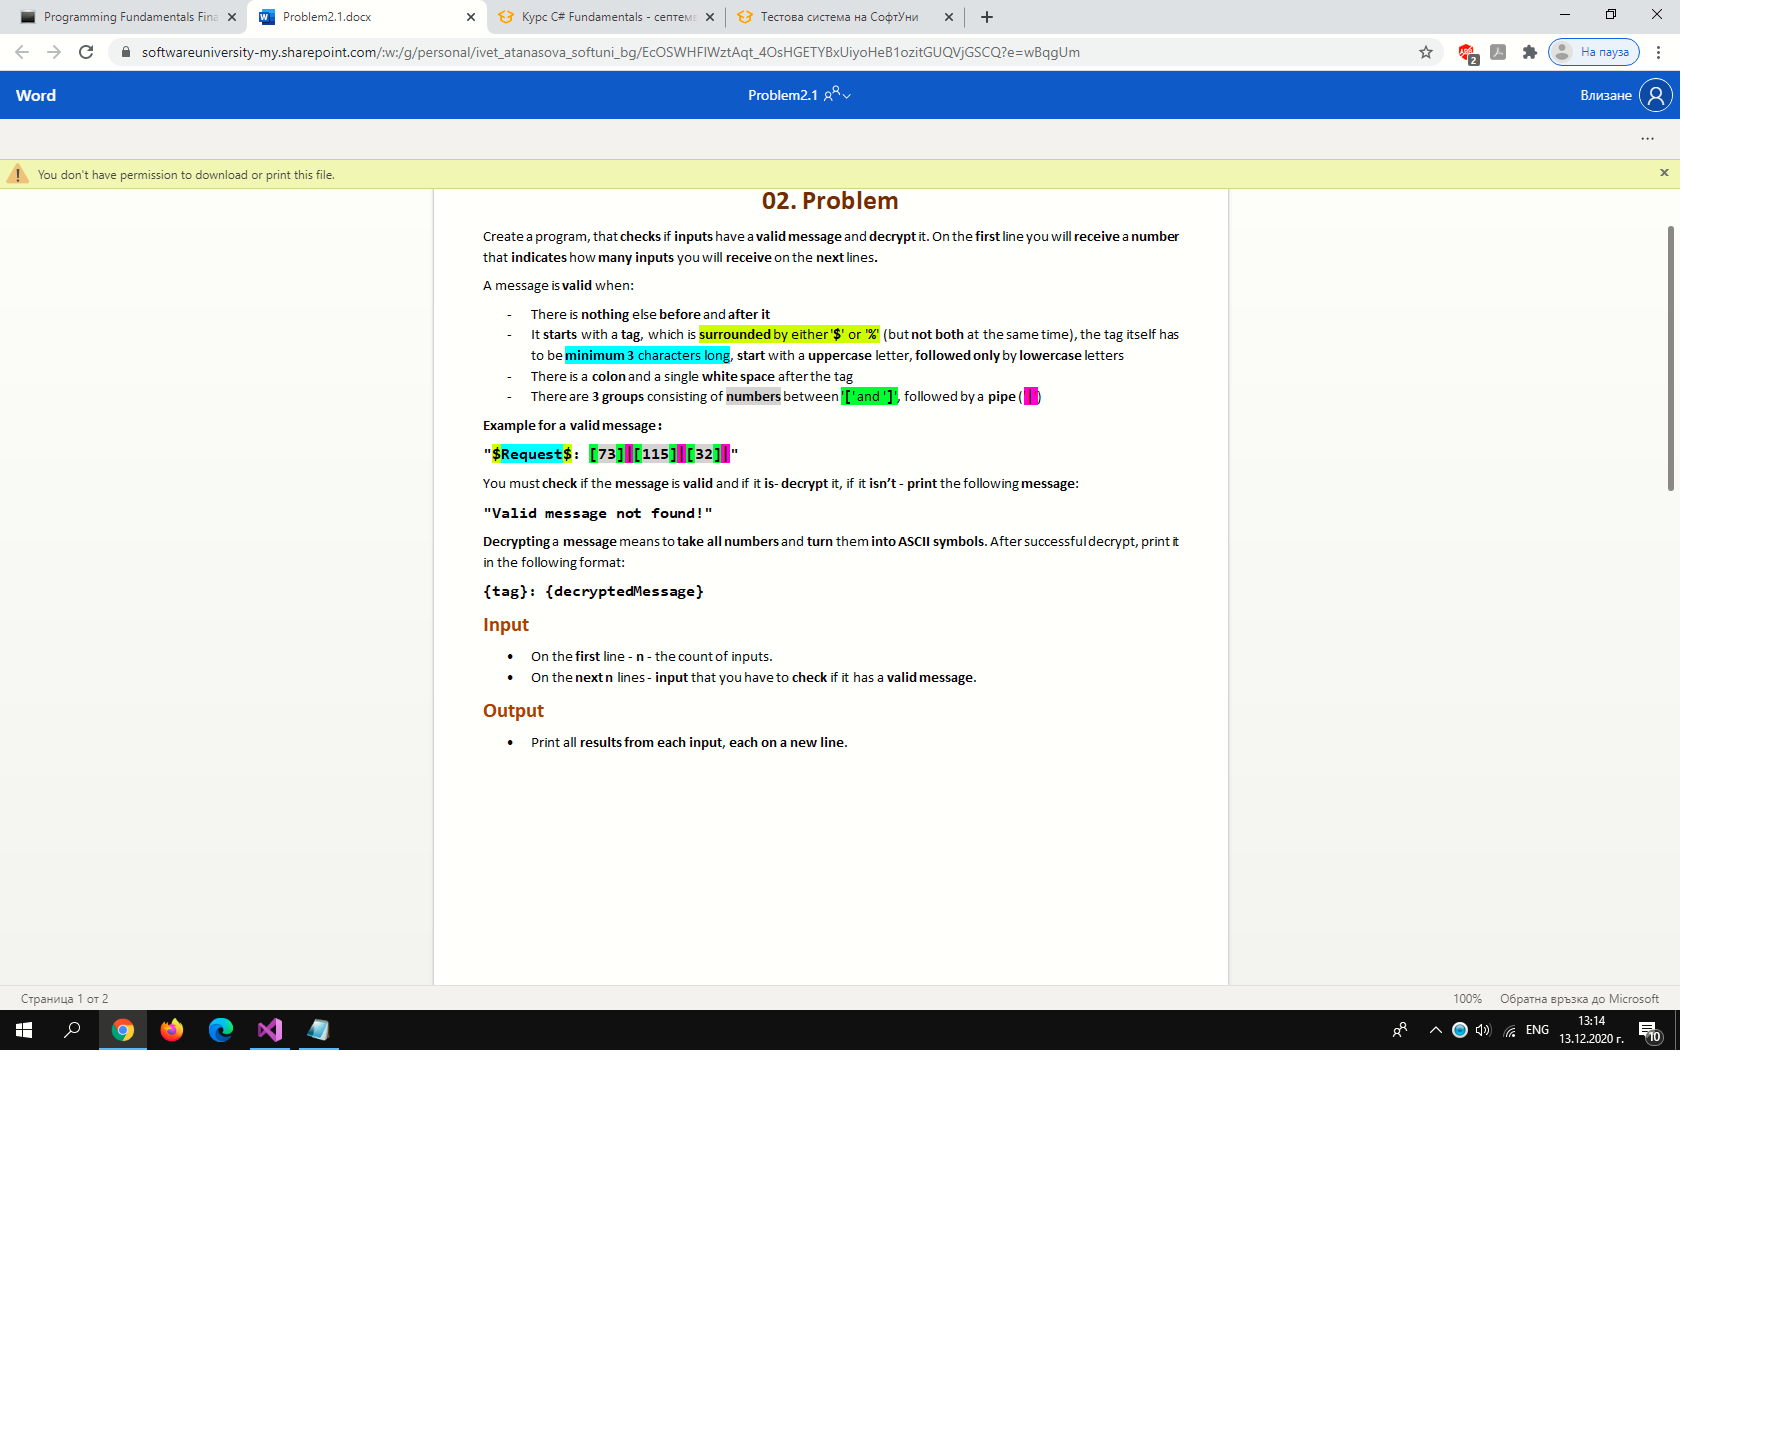 Programming Fundamentals Fina
Problem2.1.docx
Курс C# Fundamentals - септем
Тестова система на СофтУни
softwareuniversity-my.sharepoint.com/:w:/g/personal/ivet_atanasova_softuni_bg/EcOSWHFIWztAqt_4OsHGETYBxUiyoHeB1ozitGUQVjGSCQ?e=wBqgUm
2
На пауза
Word
Problem2.1
Влизане
You don't have permission to download or print this file.
02. Problem
Create a program, that checks if inputs have a valid message and decrypt it. On the first line you will receive a number
that indicates how many inputs you will receive on the next lines.
A message is valid when:
- There is nothing else before and after it
- It starts with a tag, which is surrounded by either '$' or '%' (but not both at the same time), the tag itself has
to be minimum 3 characters long, start with a uppercase letter, followed only by lowercase letters
- There is a colon and a single white space after the tag
- There are 3 groups consisting of numbers between '[' and ']', followed by a pipe ('|')
Example for a valid message:
"$Request$: [73]|[115]|[32]|"
You must check if the message is valid and if it is- decrypt it, if it isn’t - print the following message:
"Valid message not found!"
Decrypting a message means to take all numbers and turn them into ASCII symbols. After successful decrypt, print it
in the following format:
{tag}: {decryptedMessage}
Input
• On the first line - n - the count of inputs.
• On the next n lines - input that you have to check if it has a valid message.
Output
• Print all results from each input, each on a new line.
Страница 1 от 2
100%
Обратна връзка до Microsoft
ENG
13:14
13.12.2020 г.
10